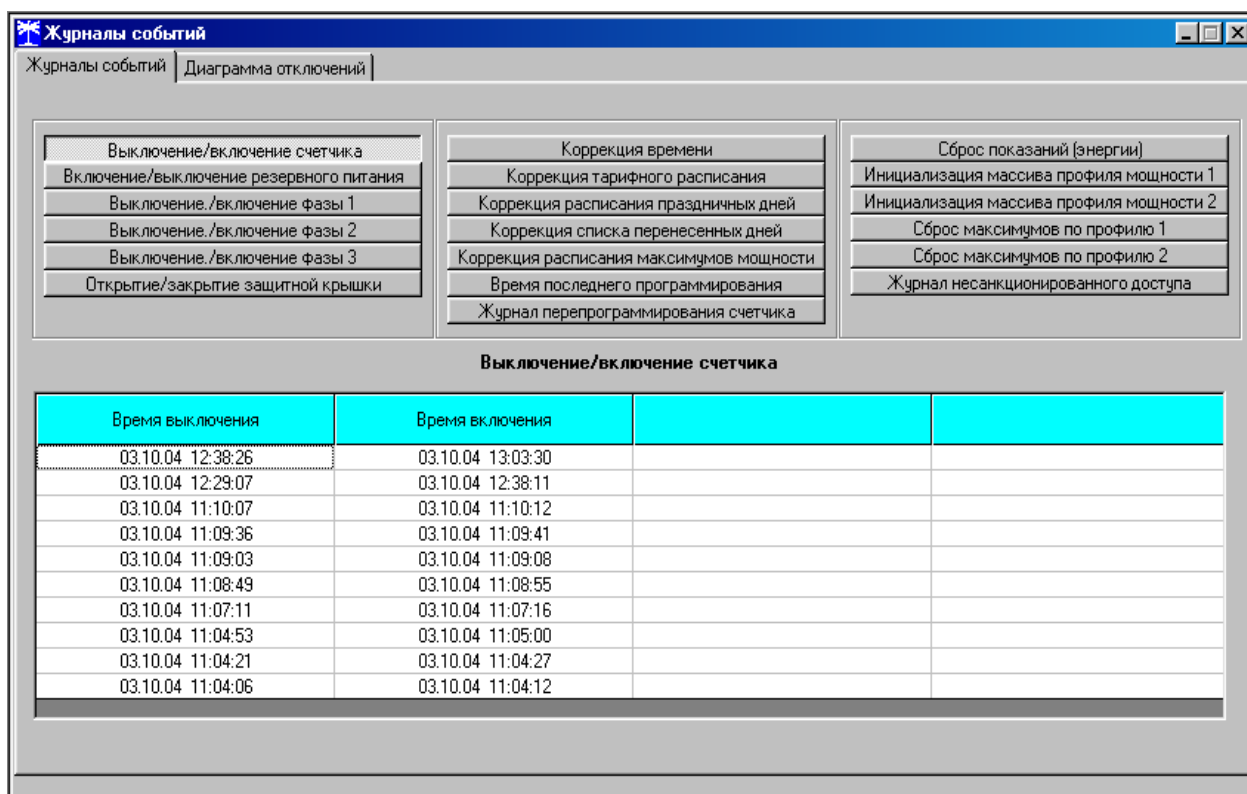 Журналы событий
Журналы событий Диаграмма отключений
Выключение/включение счетчика
Включение/выключение резервного питания
Выключение./включение фазы 1
Выключение./включение фазы 2
Выключение./включение фазы 3
Открытие/закрытие защитной крышки
Коррекция времени
Коррекция тарифного расписания
Коррекция расписания праздничных дней
Коррекция списка перенесенных дней
Коррекция расписания максимумов мощности
Время последнего программирования
Журнал перепрограммирования счетчика
Сброс показаний (энергии)
Инициализация массива профиля мощности 1
Инициализация массива профиля мощности 2
Сброс максимумов по профилю 1
Сброс максимумов по профилю 2
Журнал несанкционированного доступа
Выключение/включение счетчика
Время выключения Время включения
03.10.04 12:38:26 03.10.04 13:03:30
03.10.04 12:29:07 03.10.04 12:38:11
03.10.04 11:10:07 03.10.04 11:10:12
03.10.04 11:09:36 03.10.04 11:09:41
03.10.04 11:09:03 03.10.04 11:09:08
03.10.04 11:08:49 03.10.04 11:08:55
03.10.04 11:07:11 03.10.04 11:07:16
03.10.04 11:04:53 03.10.04 11:05:00
03.10.04 11:04:21 03.10.04 11:04:27
03.10.04 11:04:06 03.10.04 11:04:12